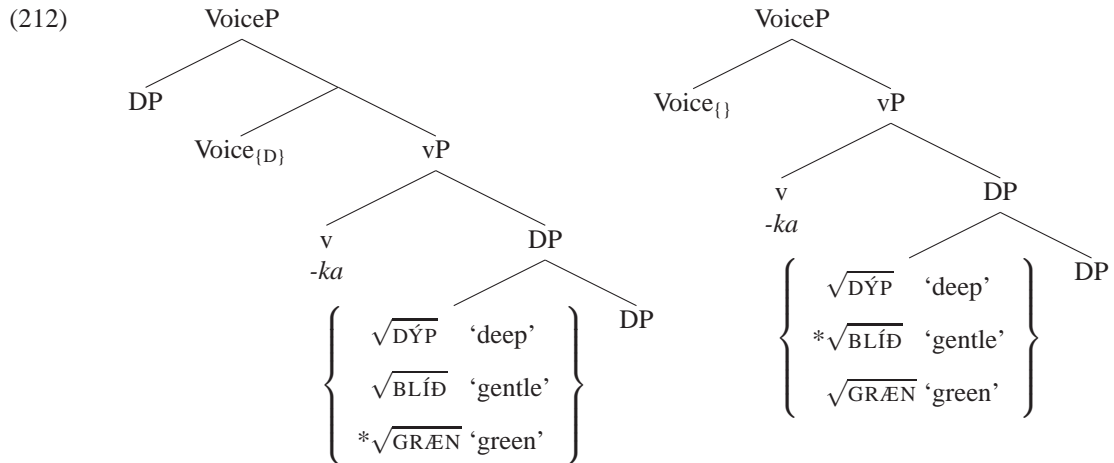 (212) VoiceP VoiceP
DP
Voice{D} vP
v
-ka
DP
√DÝP ‘deep’
√BLÍÐ ‘gentle’
*√GRÆN ‘green’
DP
Voice{} vP
v
-ka
DP
√DÝP ‘deep’
*√BLÍÐ ‘gentle’
√GRÆN ‘green’
DP